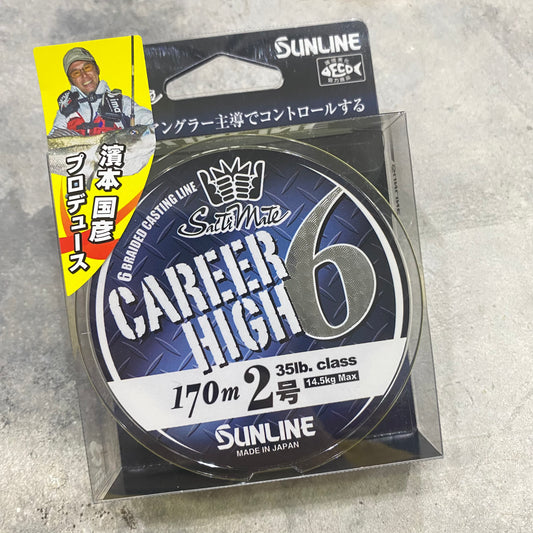 SUNLINE
ECO
アングラー主導でコントロールする
濱本 国彦
プロデュース
6 BRAIDED CASTING LINE
Salti Mate
CAREER
HIGH 6
170m 2号
35lb. class
14.5kg Max
SUNLINE
MADE IN JAPAN